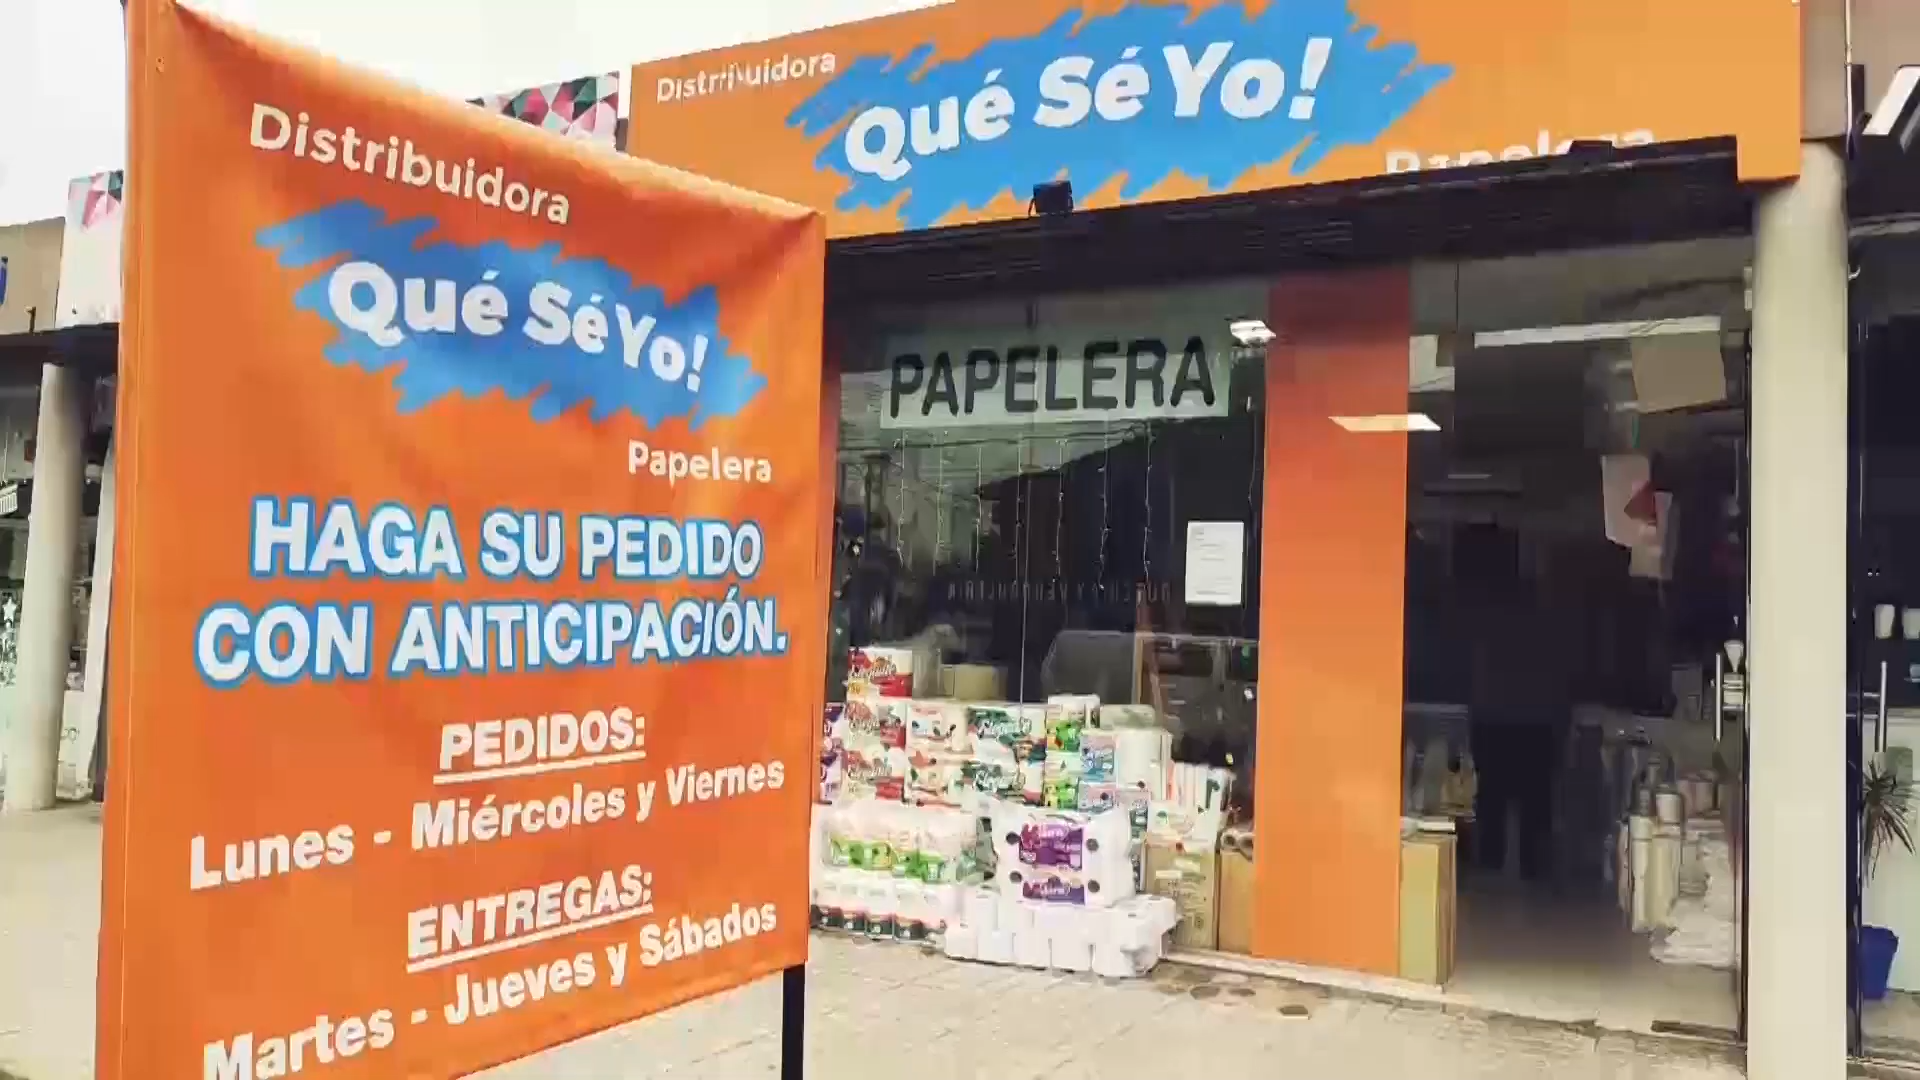 Distribuidora
Qué Sé Yo!
Papelera
HAGA SU PEDIDO
CON ANTICIPACIÓN.
PEDIDOS:
Lunes - Miércoles y Viernes
ENTREGAS:
Martes - Jueves y Sábados
Distribuidora
Qué Sé Yo!
Papelera
PAPELERA